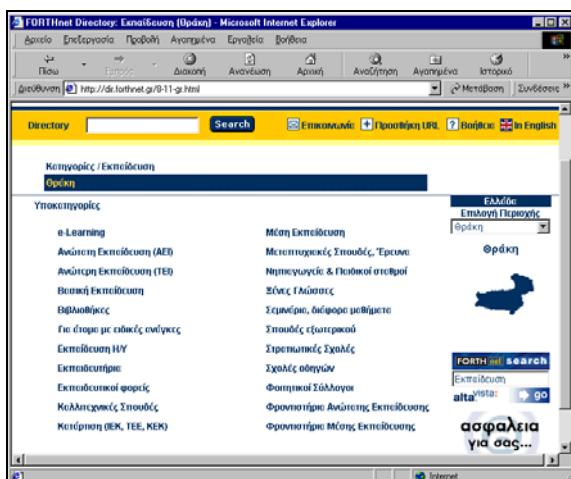 FORTHnet Directory: Εκπαίδευση (Θράκη) - Microsoft Internet Explorer
Αρχείο Επεξεργασία Προβολή Αγαπημένα Εργαλεία Βοήθεια
Πίσω Εμπρός Διακοπή Ανανέωση Αρχική Αναζήτηση Αγαπημένα Ιστορικό
Διεύθυνση http://dir.forthnet.gr/8-11-gr.html Μετάβαση Συνδέσεις
Directory Search Επικοινωνία Προσθήκη URL Βοήθεια In English
Κατηγορίες / Εκπαίδευση
Θράκη
Υποκατηγορίες
e-Learning
Ανώτατη Εκπαίδευση (ΑΕΙ)
Ανώτερη Εκπαίδευση (ΤΕΙ)
Βασική Εκπαίδευση
Βιβλιοθήκες
Για άτομα με ειδικές ανάγκες
Εκπαίδευση Η/Υ
Εκπαιδευτήρια
Εκπαιδευτικοί φορείς
Καλλιτεχνικές Σπουδές
Κατάρτιση (ΙΕΚ, ΤΕΕ, ΚΕΚ)
Μέση Εκπαίδευση
Μεταπτυχιακές Σπουδές, Έρευνα
Νηπιαγωγεία & Παιδικοί σταθμοί
Ξένες Γλώσσες
Σεμινάρια, διάφορα μαθήματα
Σπουδές εξωτερικού
Στρατιωτικές Σχολές
Σχολές οδηγών
Φοιτητικοί Σύλλογοι
Φροντιστήρια Ανώτατης Εκπαίδευσης
Φροντιστήρια Μέσης Εκπαίδευσης
Ελλάδα
Επιλογή Περιοχής
Θράκη
Θράκη
FORTHnet search
Εκπαίδευση
alta vista: go
ασφαλεια
για σας...
Internet